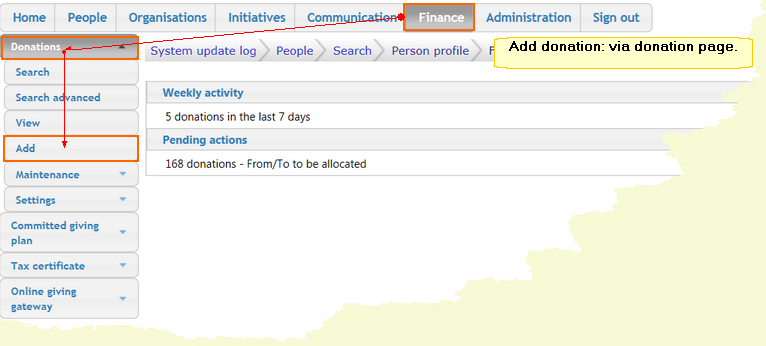 Home People Organisations Initiatives Communication Finance Administration Sign out
Donations
System update log People Search Person profile
Add donation: via donation page.
Search
Search advanced
View
Add
Maintenance
Settings
Committed giving
plan
Tax certificate
Online giving
gateway
Weekly activity
5 donations in the last 7 days
Pending actions
168 donations - From/To to be allocated